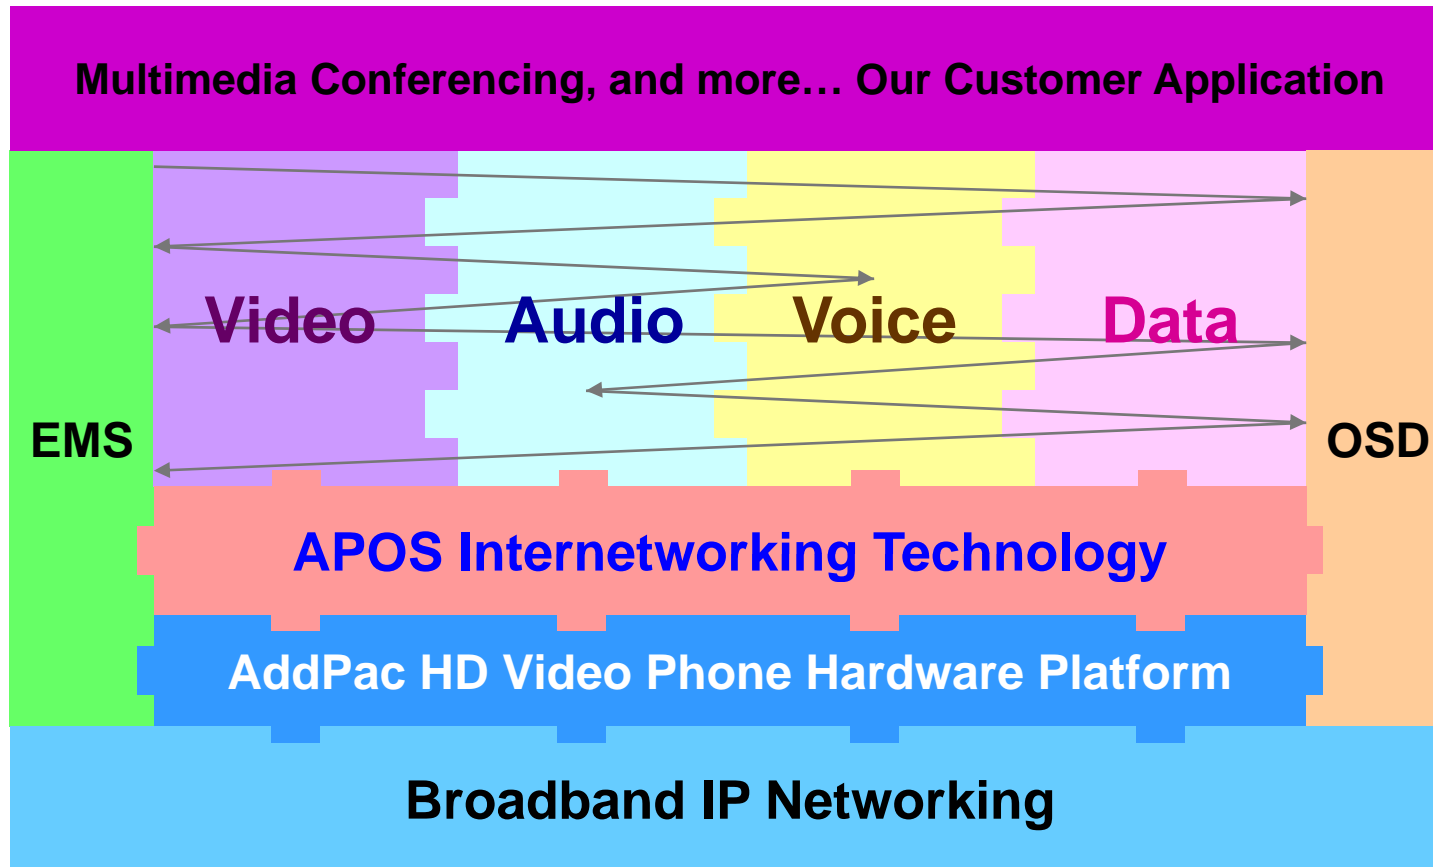 Multimedia Conferencing, and more… Our Customer Application
Video Audio Voice Data
EMS
OSD
APOS Internetworking Technology
AddPac HD Video Phone Hardware Platform
Broadband IP Networking